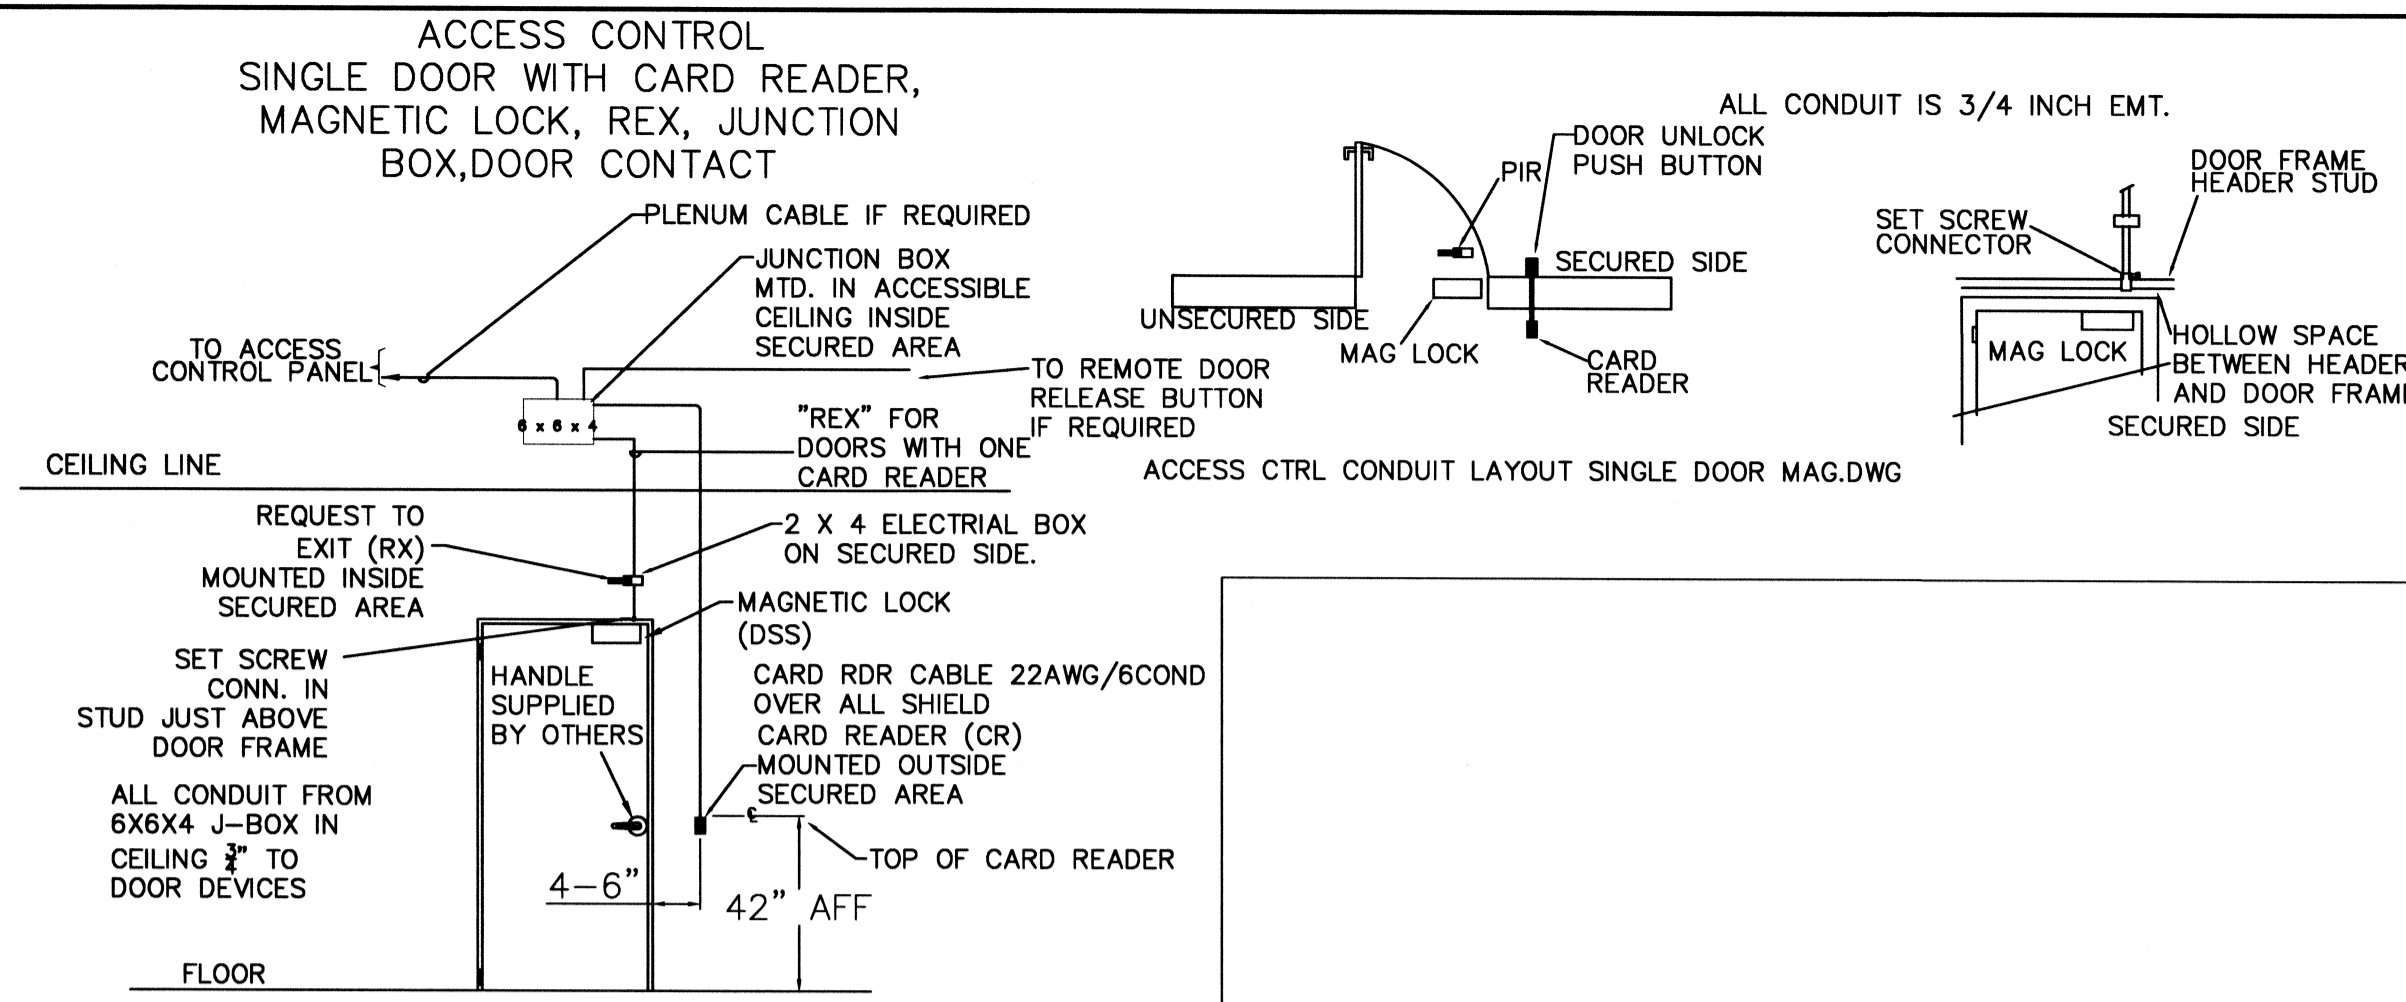 ACCESS CONTROL
SINGLE DOOR WITH CARD READER,
MAGNETIC LOCK, REX, JUNCTION
BOX,DOOR CONTACT
PLENUM CABLE IF REQUIRED
JUNCTION BOX
MTD. IN ACCESSIBLE
CEILING INSIDE
SECURED AREA
TO ACCESS
CONTROL PANEL
TO REMOTE DOOR
RELEASE BUTTON
IF REQUIRED
6 x 6 x 4
"REX" FOR
DOORS WITH ONE
CARD READER
CEILING LINE
REQUEST TO
EXIT (RX)
MOUNTED INSIDE
SECURED AREA
2 X 4 ELECTRIAL BOX
ON SECURED SIDE.
MAGNETIC LOCK
(DSS)
SET SCREW
CONN. IN
STUD JUST ABOVE
DOOR FRAME
HANDLE
SUPPLIED
BY OTHERS
CARD RDR CABLE 22AWG/6COND
OVER ALL SHIELD
CARD READER (CR)
MOUNTED OUTSIDE
SECURED AREA
ALL CONDUIT FROM
6X6X4 J-BOX IN
CEILING 3/4" TO
DOOR DEVICES
℄
TOP OF CARD READER
4-6"
42" AFF
FLOOR
ALL CONDUIT IS 3/4 INCH EMT.
DOOR UNLOCK
PUSH BUTTON
PIR
SECURED SIDE
UNSECURED SIDE
MAG LOCK
CARD
READER
DOOR FRAME
HEADER STUD
SET SCREW
CONNECTOR
MAG LOCK
HOLLOW SPACE
BETWEEN HEADER
AND DOOR FRAME
SECURED SIDE
ACCESS CTRL CONDUIT LAYOUT SINGLE DOOR MAG.DWG